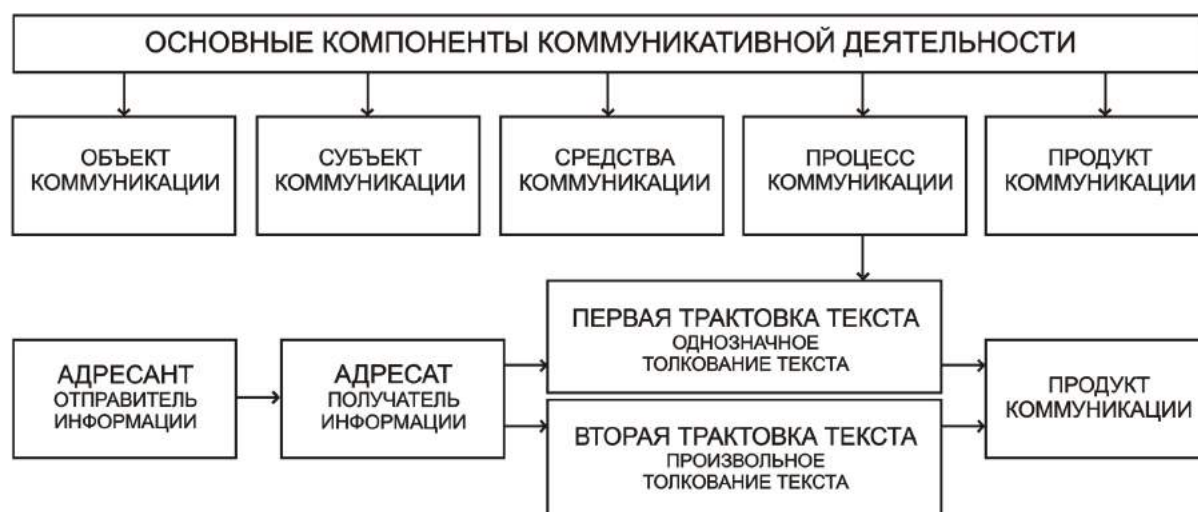 ОСНОВНЫЕ КОМПОНЕНТЫ КОММУНИКАТИВНОЙ ДЕЯТЕЛЬНОСТИ
ОБЪЕКТ
КОММУНИКАЦИИ
СУБЪЕКТ
КОММУНИКАЦИИ
СРЕДСТВА
КОММУНИКАЦИИ
ПРОЦЕСС
КОММУНИКАЦИИ
ПРОДУКТ
КОММУНИКАЦИИ
АДРЕСАНТ
ОТПРАВИТЕЛЬ
ИНФОРМАЦИИ
АДРЕСАТ
ПОЛУЧАТЕЛЬ
ИНФОРМАЦИИ
ПЕРВАЯ ТРАКТОВКА ТЕКСТА
ОДНОЗНАЧНОЕ
ТОЛКОВАНИЕ ТЕКСТА
ВТОРАЯ ТРАКТОВКА ТЕКСТА
ПРОИЗВОЛЬНОЕ
ТОЛКОВАНИЕ ТЕКСТА
ПРОДУКТ
КОММУНИКАЦИИ